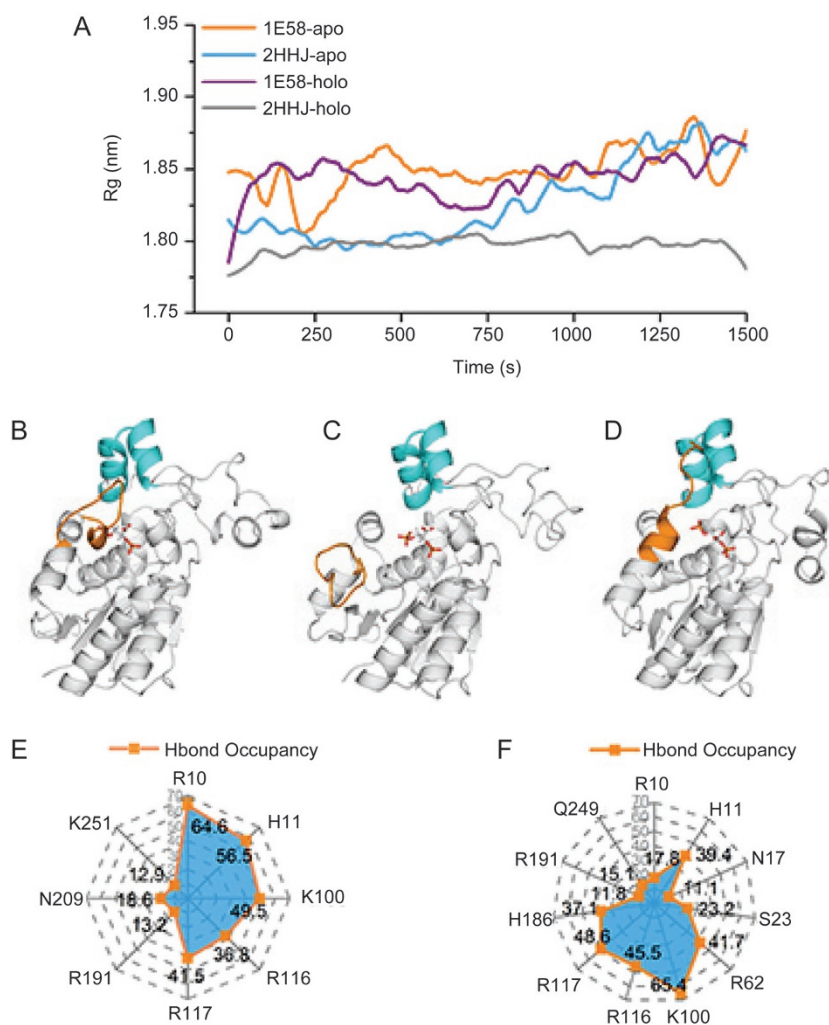 A
1.95
1.90
1.85
1.80
1.75
Rg (nm)
1E58-apo
2HHJ-apo
1E58-holo
2HHJ-holo
0 250 500 750 1000 1250 1500
Time (s)
B C D
E
Hbond Occupancy
R10
H11
K100
R116
R117
R191
N209
K251
70
64.6
56.5
49.5
36.8
41.5
13.2
18.6
12.9
F
Hbond Occupancy
R10
H11
N17
S23
R62
K100
R116
R117
H186
R191
Q249
70
17.8
39.4
11.1
23.2
41.7
65.4
45.5
48.6
37.1
11.8
15.1